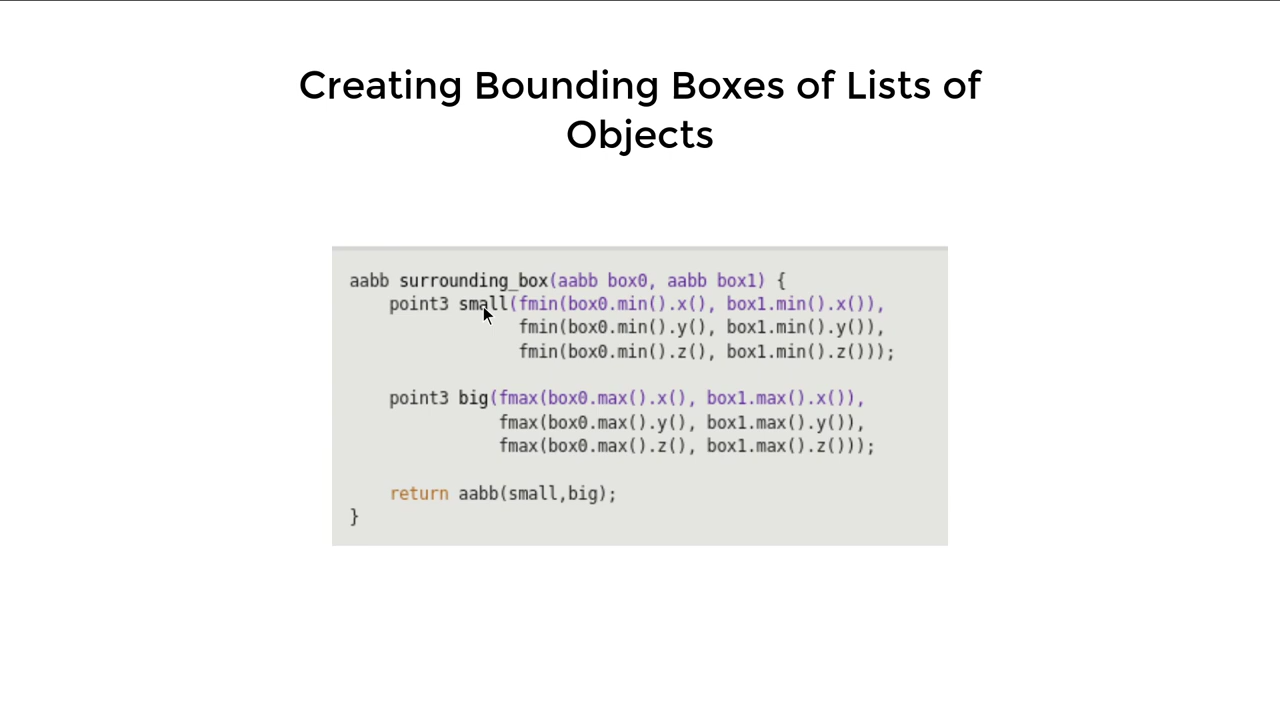 Creating Bounding Boxes of Lists of
Objects
aabb surrounding_box(aabb box0, aabb box1) {
point3 small(fmin(box0.min().x(), box1.min().x()),
fmin(box0.min().y(), box1.min().y()),
fmin(box0.min().z(), box1.min().z()));
point3 big(fmax(box0.max().x(), box1.max().x()),
fmax(box0.max().y(), box1.max().y()),
fmax(box0.max().z(), box1.max().z()));
return aabb(small,big);
}